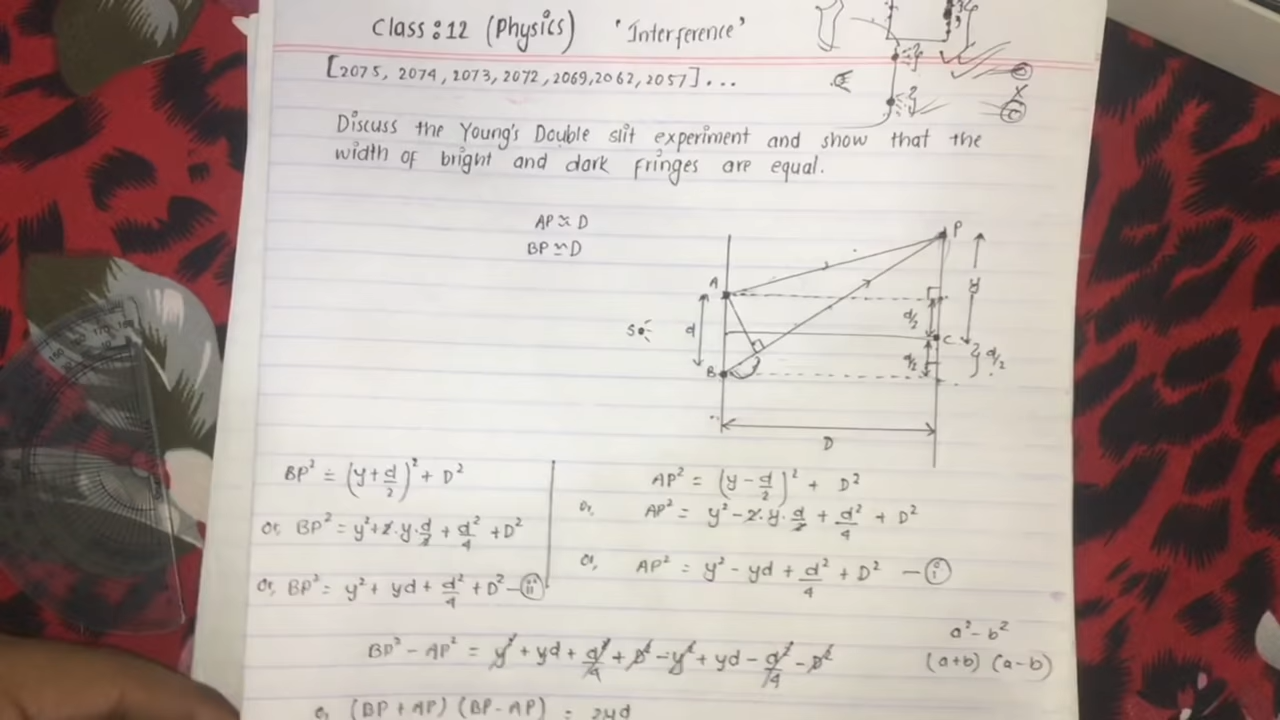 Class:12 (Physics) 'Interference'
[2075, 2074, 2073, 2072, 2069, 2062, 2057]...
Discuss the Young's Double slit experiment and show that the
width of bright and dark fringes are equal.
AP ≃ D
BP ≃ D
P
A
y
d/2
S
d
C
d/2
d/2
B
D
BP² = (y + d/2)² + D²
or, BP² = y² + 2·y·d/2 + d²/4 + D²
or, BP² = y² + yd + d²/4 + D² - (ii)
AP² = (y - d/2)² + D²
or, AP² = y² - 2·y·d/2 + d²/4 + D²
or, AP² = y² - yd + d²/4 + D² - (i)
a² - b²
(a+b) (a-b)
BP² - AP² = y² + yd + d²/4 + D² - y² + yd - d²/4 - D²
(BP + AP) (BP - AP) = 2yd